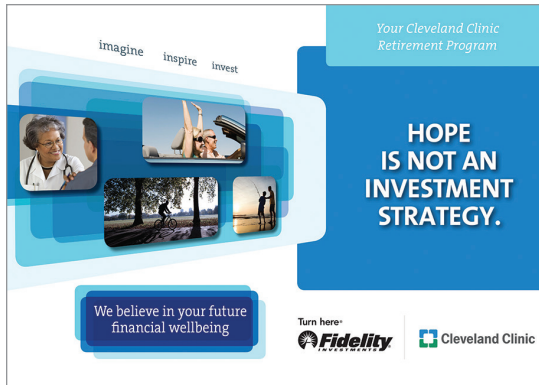 imagine inspire invest
Your Cleveland Clinic
Retirement Program
HOPE
IS NOT AN
INVESTMENT
STRATEGY.
We believe in your future
financial wellbeing
Turn here®
Fidelity
INVESTMENTS®
Cleveland Clinic